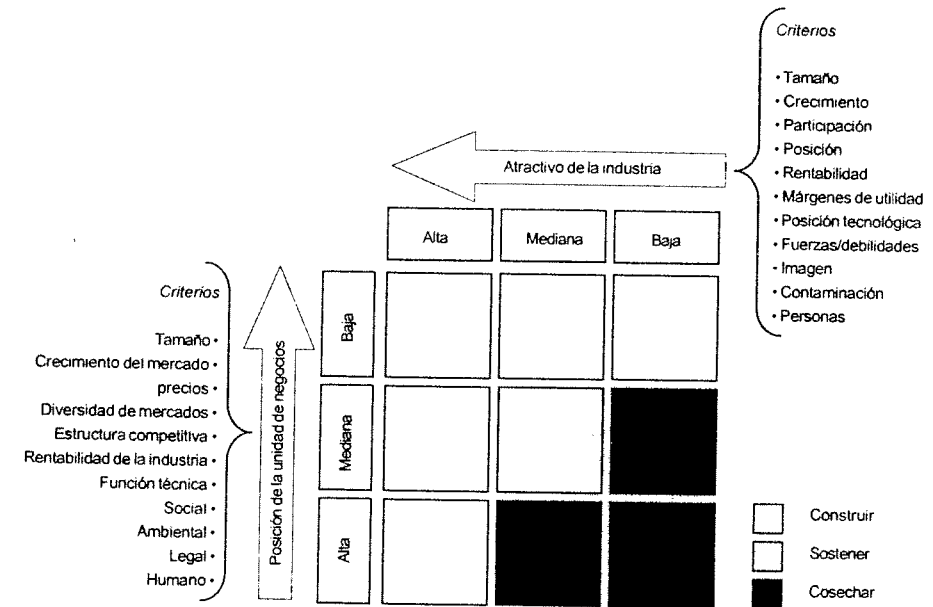 Criterios
• Tamaño
• Crecimiento
• Participación
• Posición
• Rentabilidad
• Márgenes de utilidad
• Posición tecnológica
• Fuerzas/debilidades
• Imagen
• Contaminación
• Personas
Atractivo de la industria
Alta
Mediana
Baja
Criterios
Tamaño •
Crecimiento del mercado •
precios •
Diversidad de mercados •
Estructura competitiva •
Rentabilidad de la industria •
Función técnica •
Social •
Ambiental •
Legal •
Humano •
Posición de la unidad de negocios
Baja
Mediana
Alta
Construir
Sostener
Cosechar